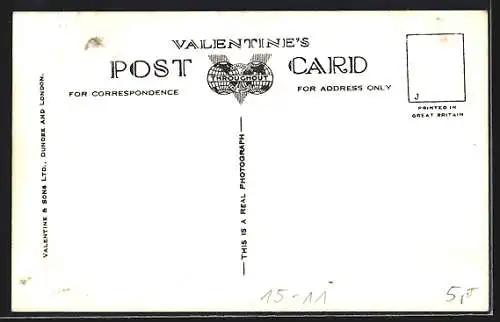 VALENTINE'S
POST CARD
THROUGHOUT
FOR CORRESPONDENCE
FOR ADDRESS ONLY
J
PRINTED IN
GREAT BRITAIN
VALENTINE & SONS LTD., DUNDEE AND LONDON.
THIS IS A REAL PHOTOGRAPH
15-11